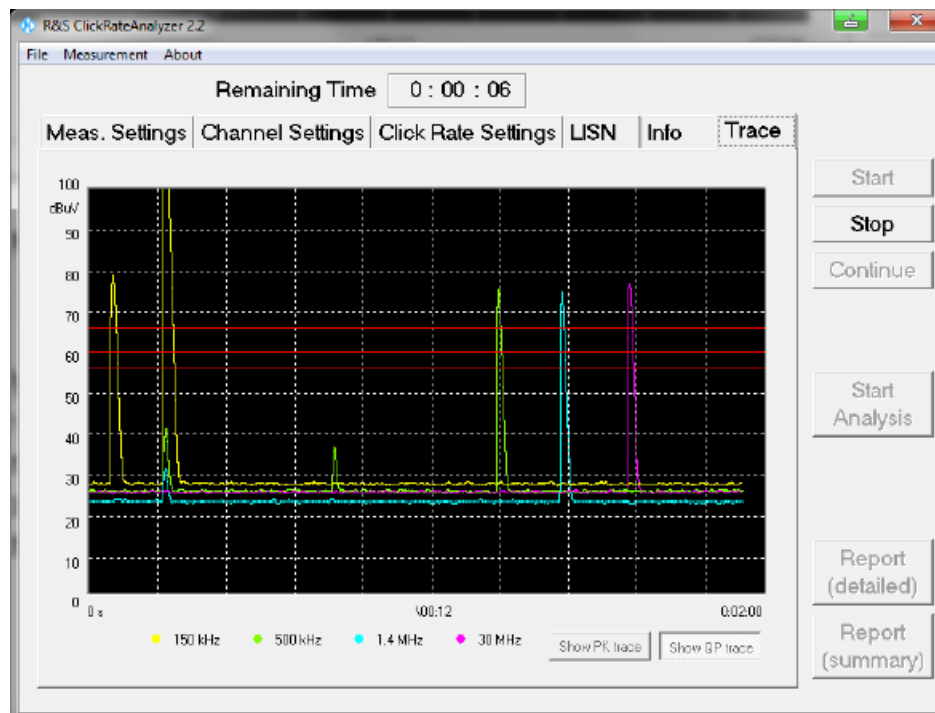 R&S ClickRateAnalyzer 2.2
File Measurement About
Remaining Time 0 : 00 : 06
Meas. Settings Channel Settings Click Rate Settings LISN Info Trace
Start
Stop
Continue
Start
Analysis
Report
(detailed)
Report
(summary)
100
dBuV
90
80
70
60
50
40
30
20
10
0
0 s \00:12 0:02:00
150 kHz 500 kHz 1.4 MHz 30 MHz Show PK trace Show QP trace